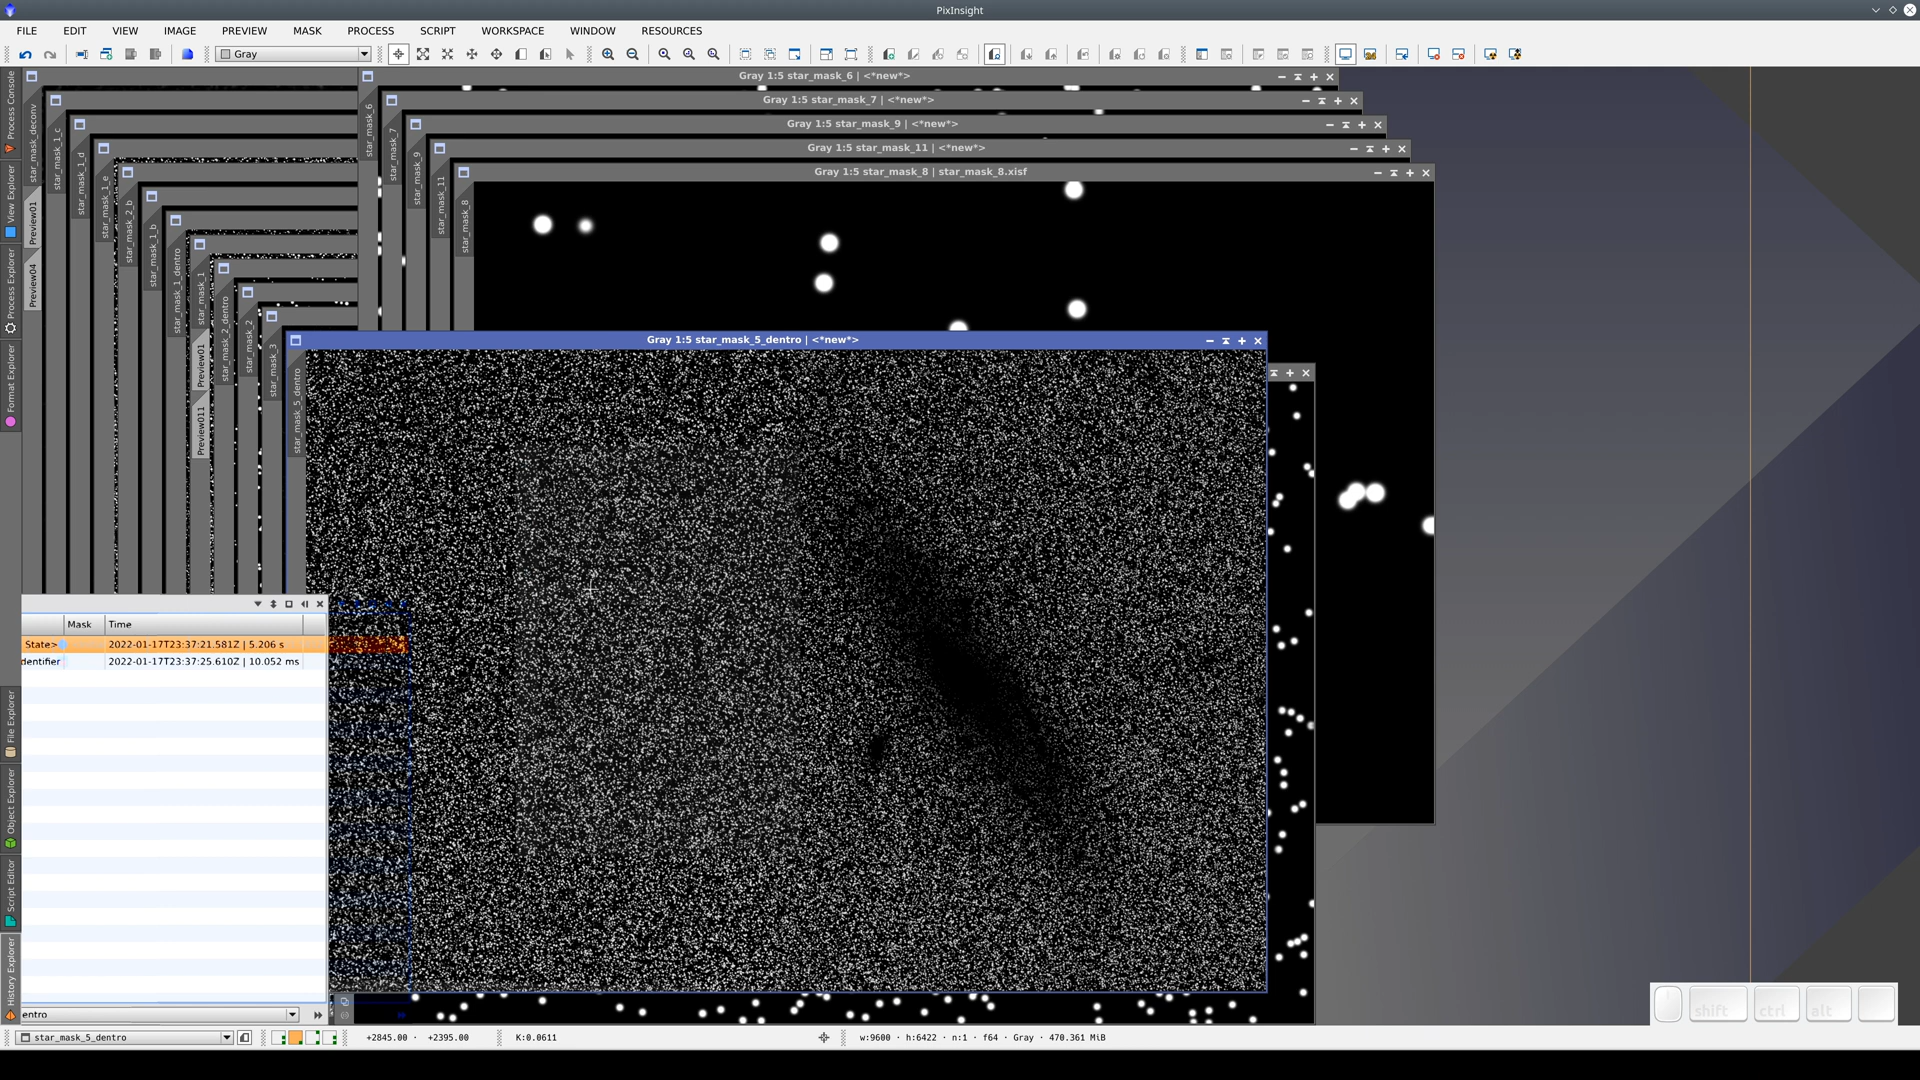 PixInsight
FILE EDIT VIEW IMAGE PREVIEW MASK PROCESS SCRIPT WORKSPACE WINDOW RESOURCES
Gray
Process Console
View Explorer
Process Explorer
Format Explorer
File Explorer
Object Explorer
Script Editor
History Explorer
star_mask_deconv
Preview01
Preview04
star_mask_1_c
star_mask_1_d
star_mask_1_e
star_mask_2_b
star_mask_1_b
star_mask_1_dentro
star_mask_1
Preview01
Preview011
star_mask_2_dentro
star_mask_2
star_mask_3
Gray 1:5 star_mask_6 | <*new*>
star_mask_6
Gray 1:5 star_mask_7 | <*new*>
star_mask_7
Gray 1:5 star_mask_9 | <*new*>
star_mask_9
Gray 1:5 star_mask_11 | <*new*>
star_mask_11
Gray 1:5 star_mask_8 | star_mask_8.xisf
star_mask_8
Gray 1:5 star_mask_5_dentro | <*new*>
star_mask_5_dentro
Mask Time
State> 2022-01-17T23:37:21.581Z | 5.206 s
dentifier 2022-01-17T23:37:25.610Z | 10.052 ms
entro
shift ctrl alt
star_mask_5_dentro +2845.00 · +2395.00 K:0.0611 w:9600 · h:6422 · n:1 · f64 · Gray · 470.361 MiB